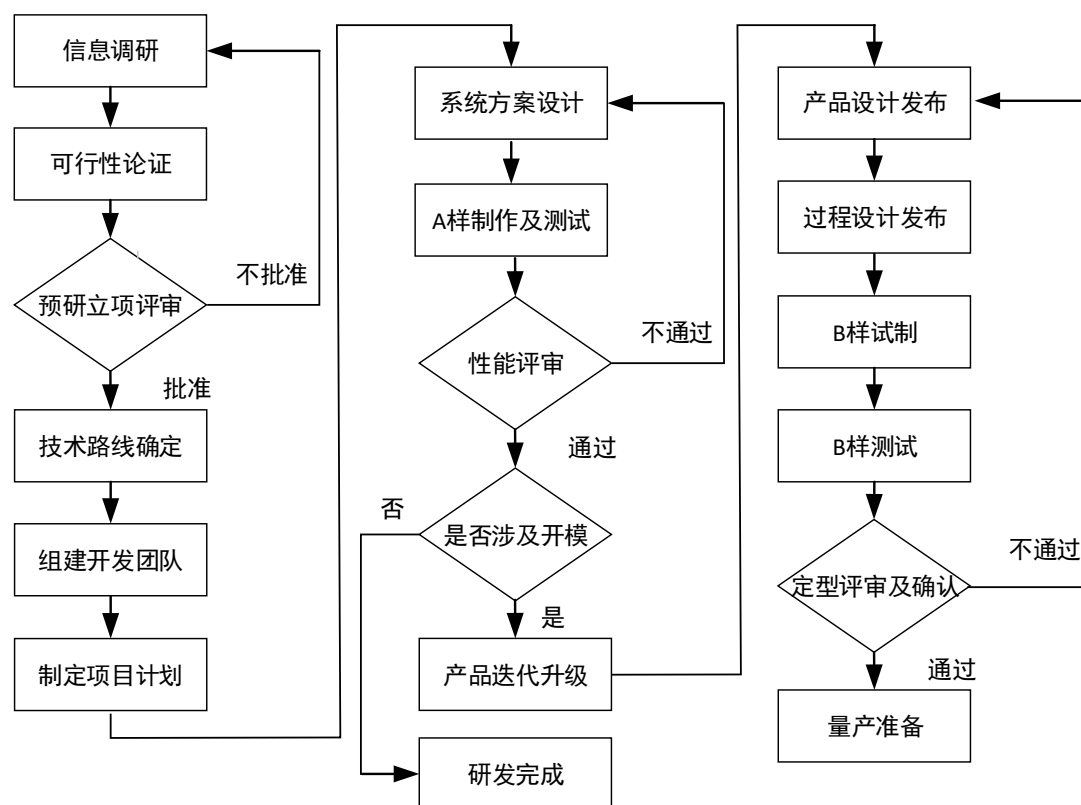 信息调研
可行性论证
不批准
预研立项评审
批准
技术路线确定
组建开发团队
制定项目计划
系统方案设计
A样制作及测试
不通过
性能评审
通过
否
是否涉及开模
是
产品迭代升级
研发完成
产品设计发布
过程设计发布
B样试制
B样测试
不通过
定型评审及确认
通过
量产准备